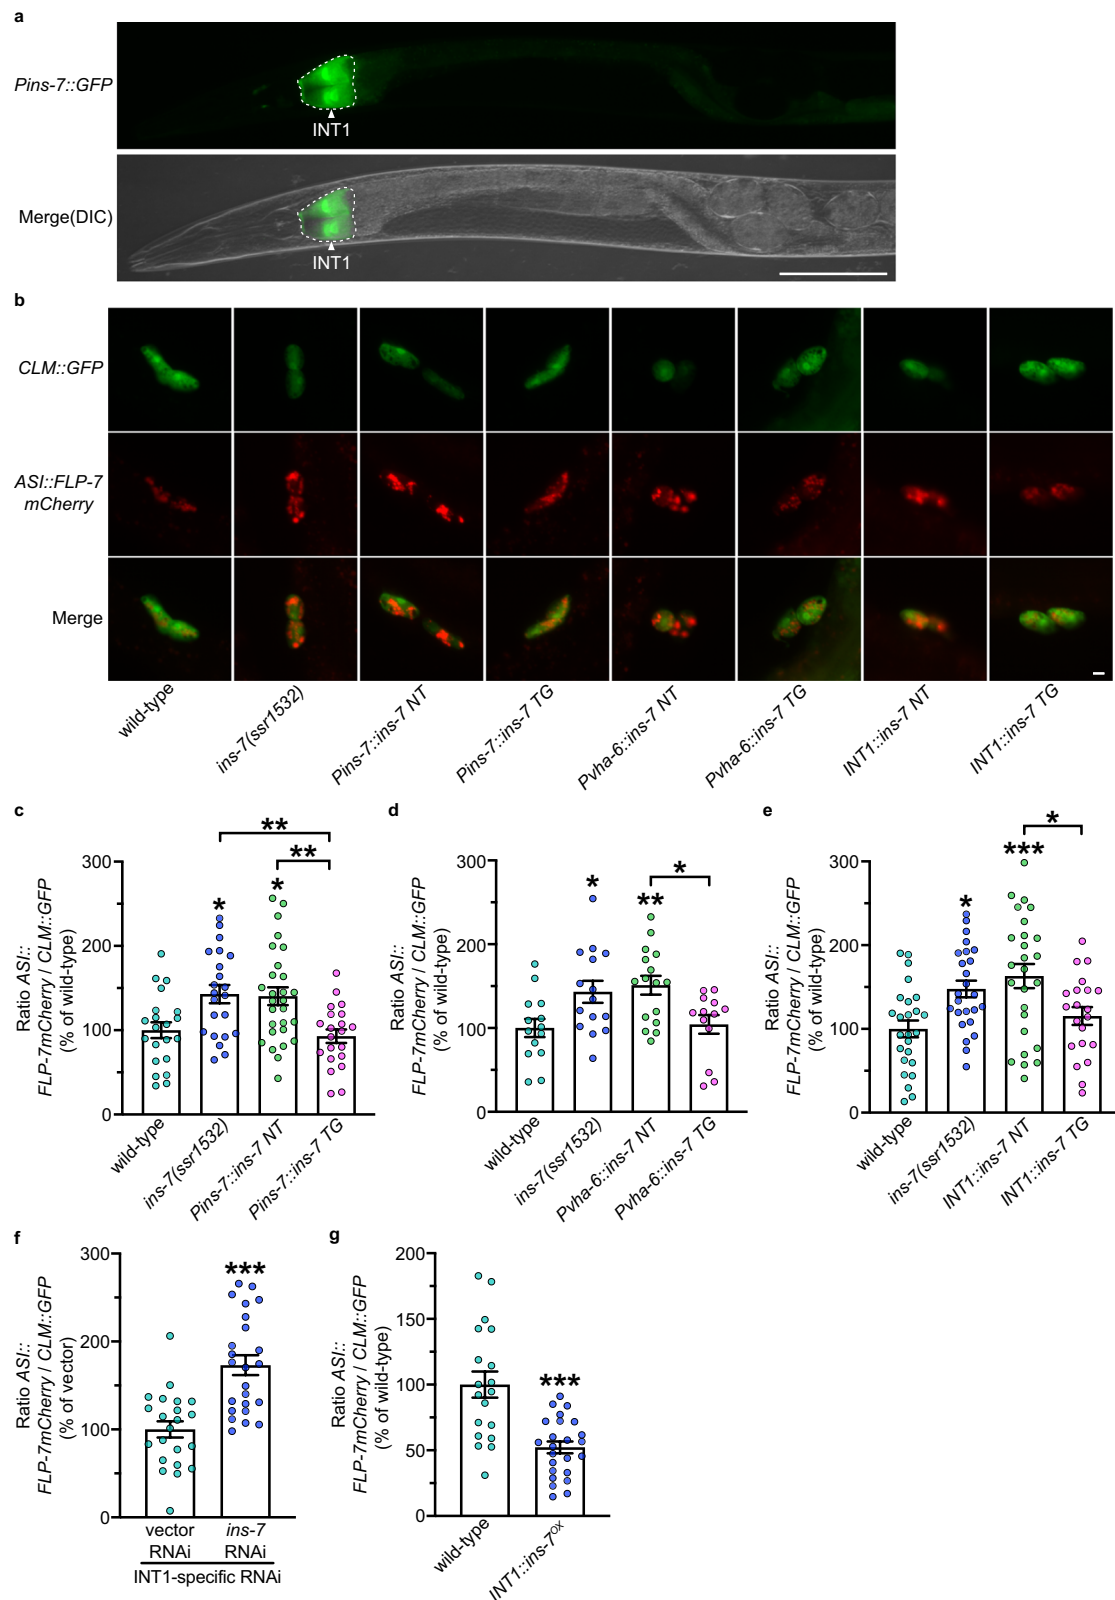 a
Pins-7::GFP
INT1
Merge(DIC)
INT1
b
CLM::GFP
ASI::FLP-7
mCherry
Merge
wild-type
ins-7(ssr1532)
Pins-7::ins-7 NT
Pins-7::ins-7 TG
Pvha-6::ins-7 NT
Pvha-6::ins-7 TG
INT1::ins-7 NT
INT1::ins-7 TG
c
Ratio ASI::
FLP-7mCherry / CLM::GFP
(% of wild-type)
300
200
100
0
*
*
**
**
wild-type
ins-7(ssr1532)
Pins-7::ins-7 NT
Pins-7::ins-7 TG
d
Ratio ASI::
FLP-7mCherry / CLM::GFP
(% of wild-type)
300
200
100
0
*
**
*
wild-type
ins-7(ssr1532)
Pvha-6::ins-7 NT
Pvha-6::ins-7 TG
e
Ratio ASI::
FLP-7mCherry / CLM::GFP
(% of wild-type)
300
200
100
0
*
***
*
wild-type
ins-7(ssr1532)
INT1::ins-7 NT
INT1::ins-7 TG
f
Ratio ASI::
FLP-7mCherry / CLM::GFP
(% of vector)
300
200
100
0
***
vector
RNAi
ins-7
RNAi
INT1-specific RNAi
g
Ratio ASI::
FLP-7mCherry / CLM::GFP
(% of wild-type)
200
150
100
50
0
***
wild-type
INT1::ins-7ᴼˣ